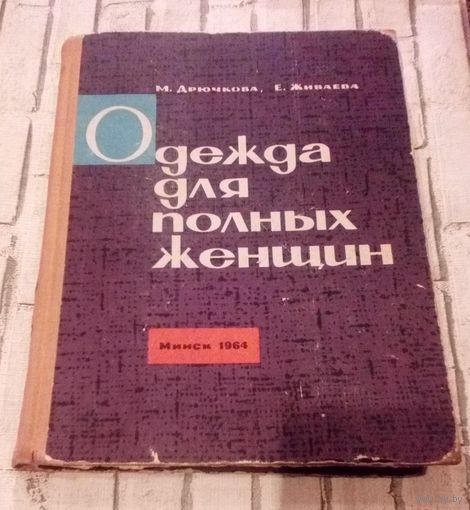 М. Дрючкова, Е. Живаева
Одежда
для
полных
женщин
Минск 1964